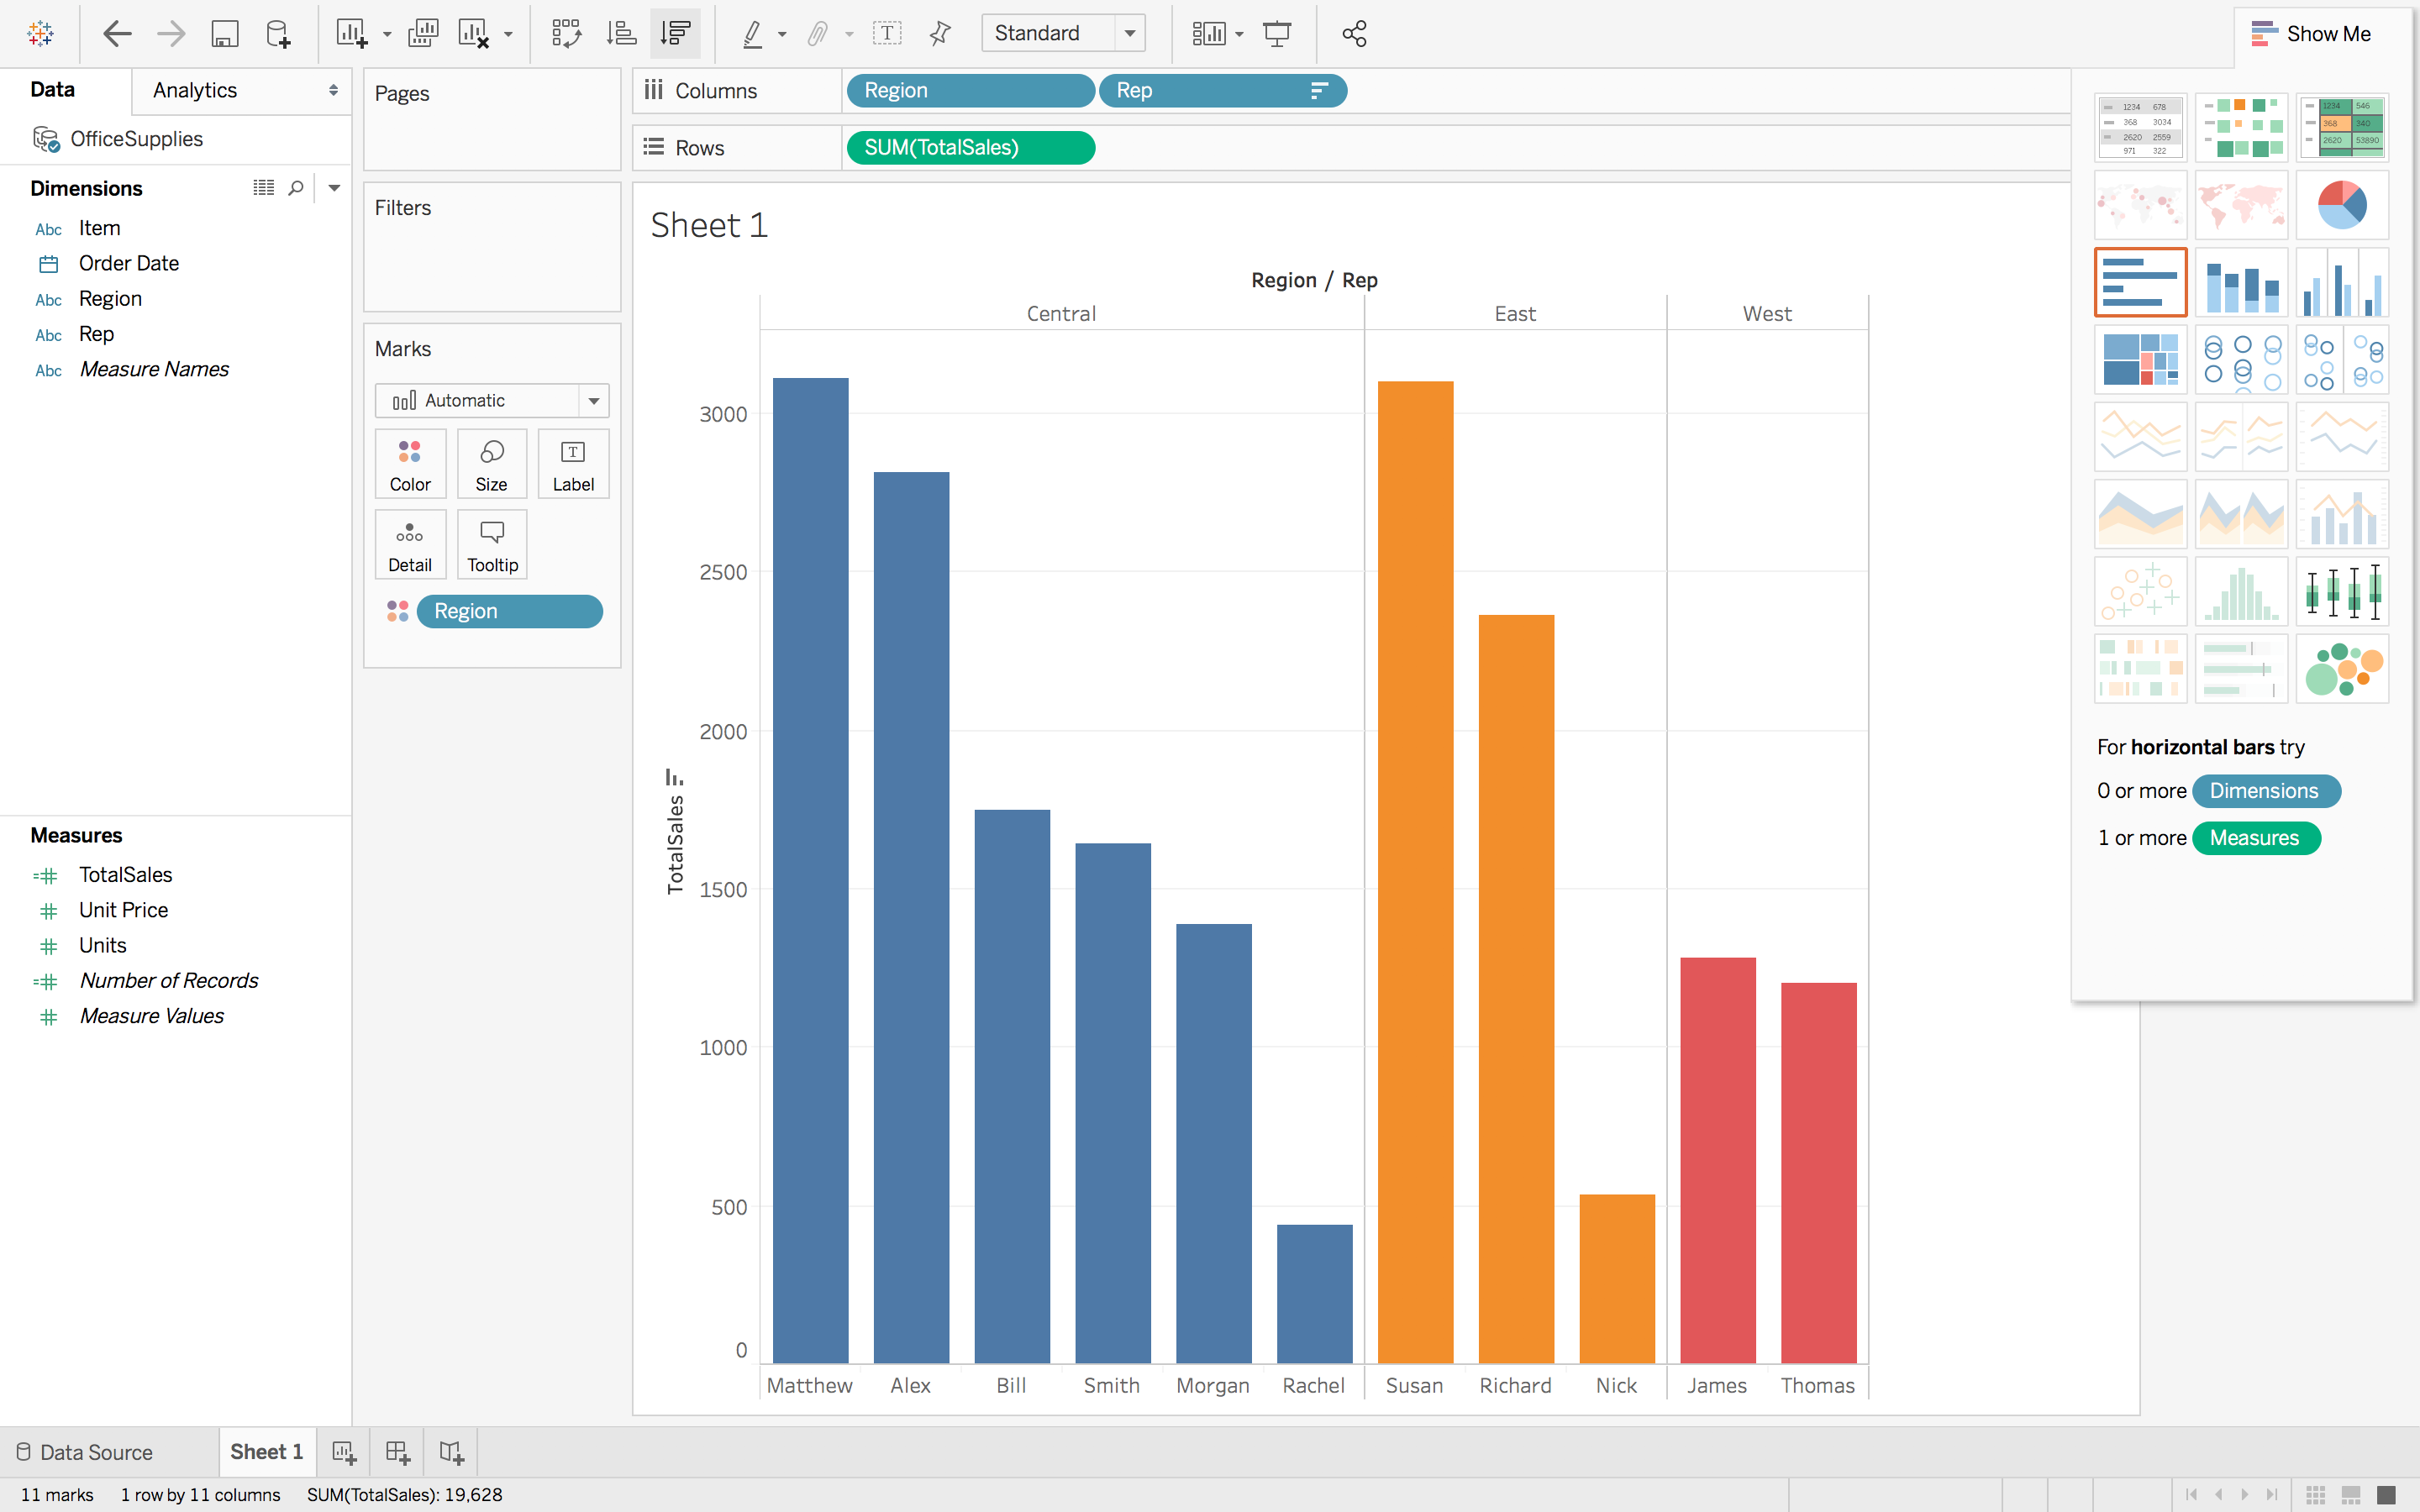 Standard
Show Me
Data
Analytics
OfficeSupplies
Dimensions
Abc Item
Order Date
Abc Region
Abc Rep
Abc Measure Names
Measures
TotalSales
Unit Price
Units
Number of Records
Measure Values
Pages
Filters
Marks
Automatic
Color Size Label
Detail Tooltip
Region
Columns Region Rep
Rows SUM(TotalSales)
Sheet 1
Region / Rep
Central East West
TotalSales
3000
2500
2000
1500
1000
500
0
Matthew Alex Bill Smith Morgan Rachel Susan Richard Nick James Thomas
1234 678
368 3034
2620 2559
971 322
1234 546
368 340
2620 53890
For horizontal bars try
0 or more Dimensions
1 or more Measures
Data Source
Sheet 1
11 marks 1 row by 11 columns SUM(TotalSales): 19,628